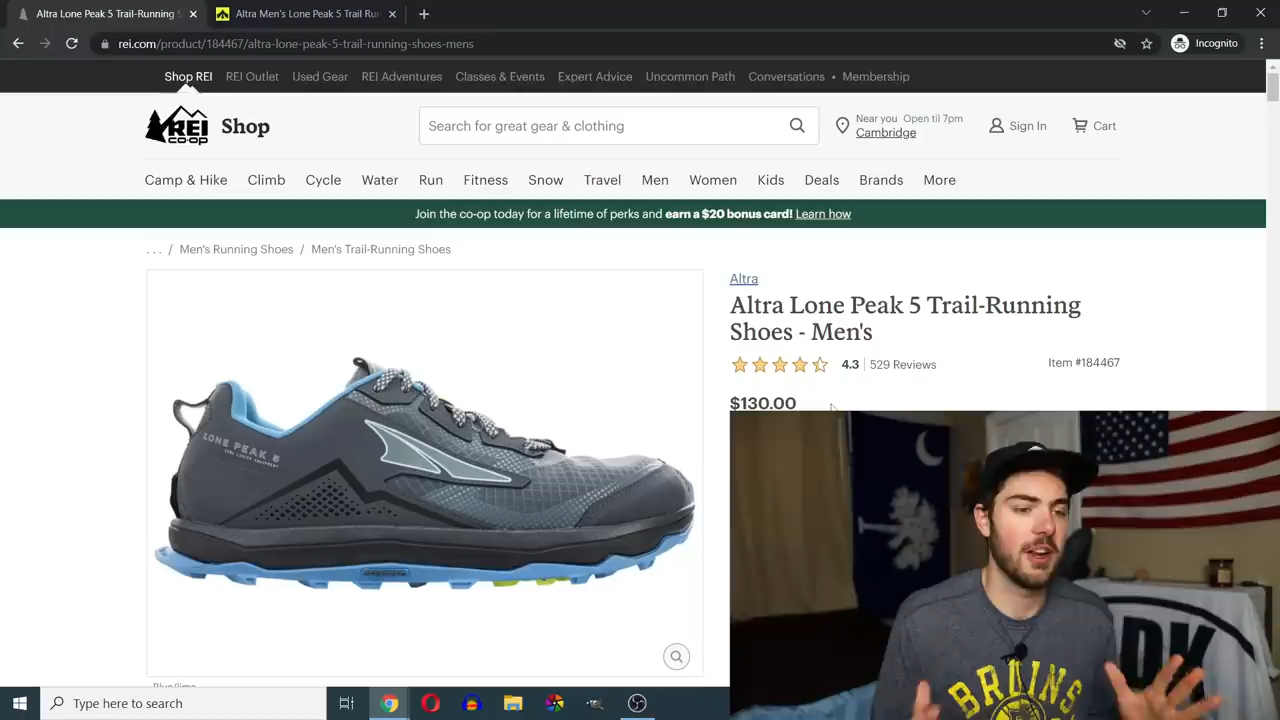 Altra Lone Peak 5 Trail-Running S
Altra Men's Lone Peak 5 Trail Ru
rei.com/product/184467/altra-lone-peak-5-trail-running-shoes-mens
Incognito
Shop REI
REI Outlet
Used Gear
REI Adventures
Classes & Events
Expert Advice
Uncommon Path
Conversations
Membership
REI
co-op
Shop
Search for great gear & clothing
Near you Open til 7pm
Cambridge
Sign In
Cart
Camp & Hike
Climb
Cycle
Water
Run
Fitness
Snow
Travel
Men
Women
Kids
Deals
Brands
More
Join the co-op today for a lifetime of perks and earn a $20 bonus card! Learn how
. . . / Men's Running Shoes / Men's Trail-Running Shoes
Altra
Altra Lone Peak 5 Trail-Running
Shoes - Men's
4.3 529 Reviews
Item #184467
$130.00
LONE PEAK 5
BRUINS
DK
Blue/lime
Type here to search